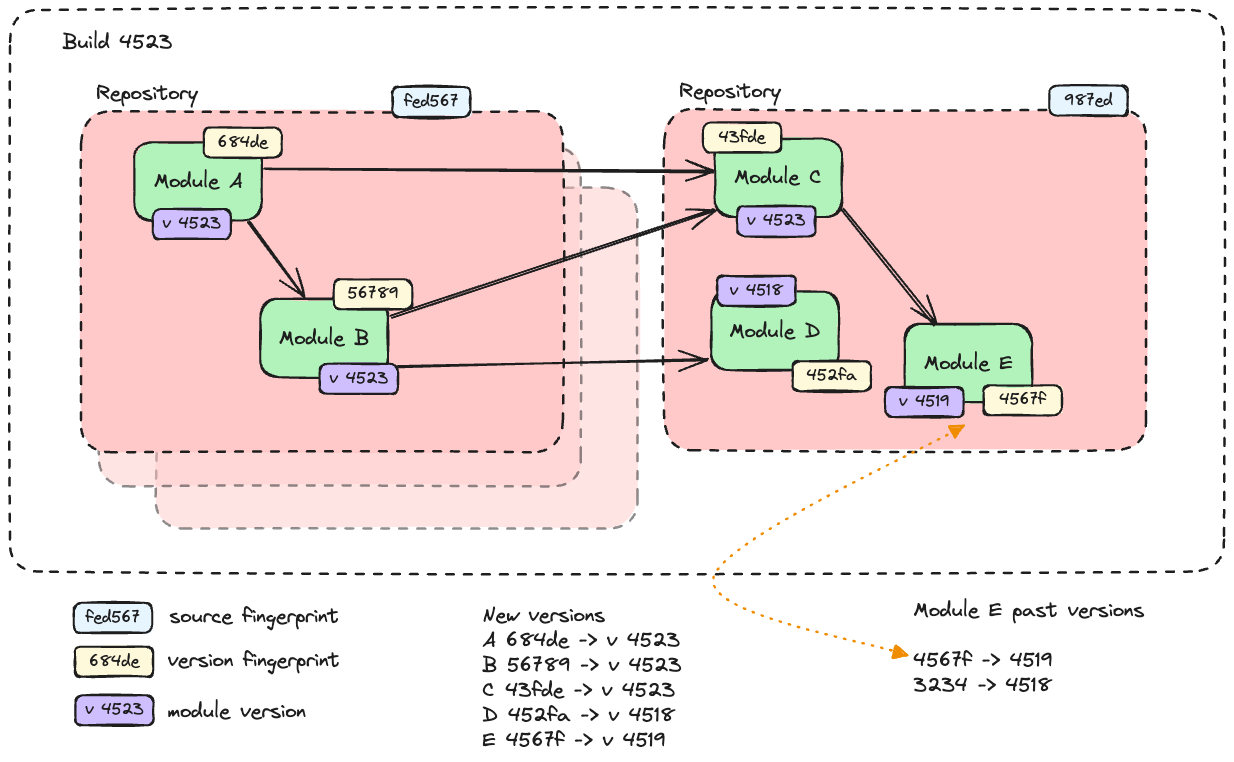 Build 4523
Repository
fed567
684de
Module A
v 4523
56789
Module B
v 4523
Repository
987ed
43fde
Module C
v 4523
v 4518
Module D
452fa
Module E
v 4519
4567f
fed567 source fingerprint
684de version fingerprint
v 4523 module version
New versions
A 684de -> v 4523
B 56789 -> v 4523
C 43fde -> v 4523
D 452fa -> v 4518
E 4567f -> v 4519
Module E past versions
4567f -> 4519
3234 -> 4518